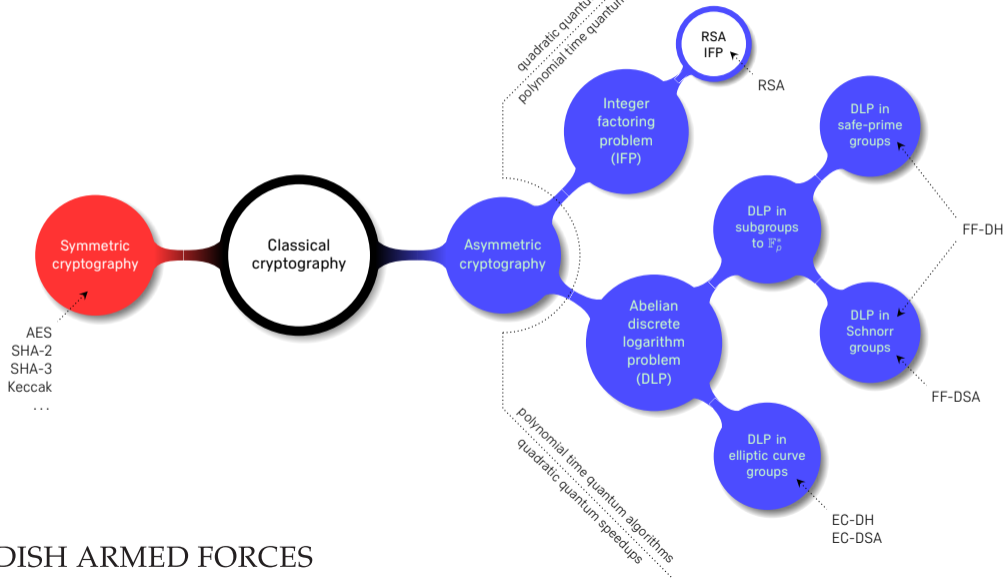 quadratic quantu
polynomial time quantum
RSA
IFP
RSA
Integer
factoring
problem
(IFP)
DLP in
safe-prime
groups
Symmetric
cryptography
Classical
cryptography
Asymmetric
cryptography
DLP in
subgroups
to 𝔽*ₚ
FF-DH
Abelian
discrete
logarithm
problem
(DLP)
DLP in
Schnorr
groups
AES
SHA-2
SHA-3
Keccak
...
FF-DSA
DLP in
elliptic curve
groups
polynomial time quantum algorithms
quadratic quantum speedups
EC-DH
EC-DSA
DISH ARMED FORCES